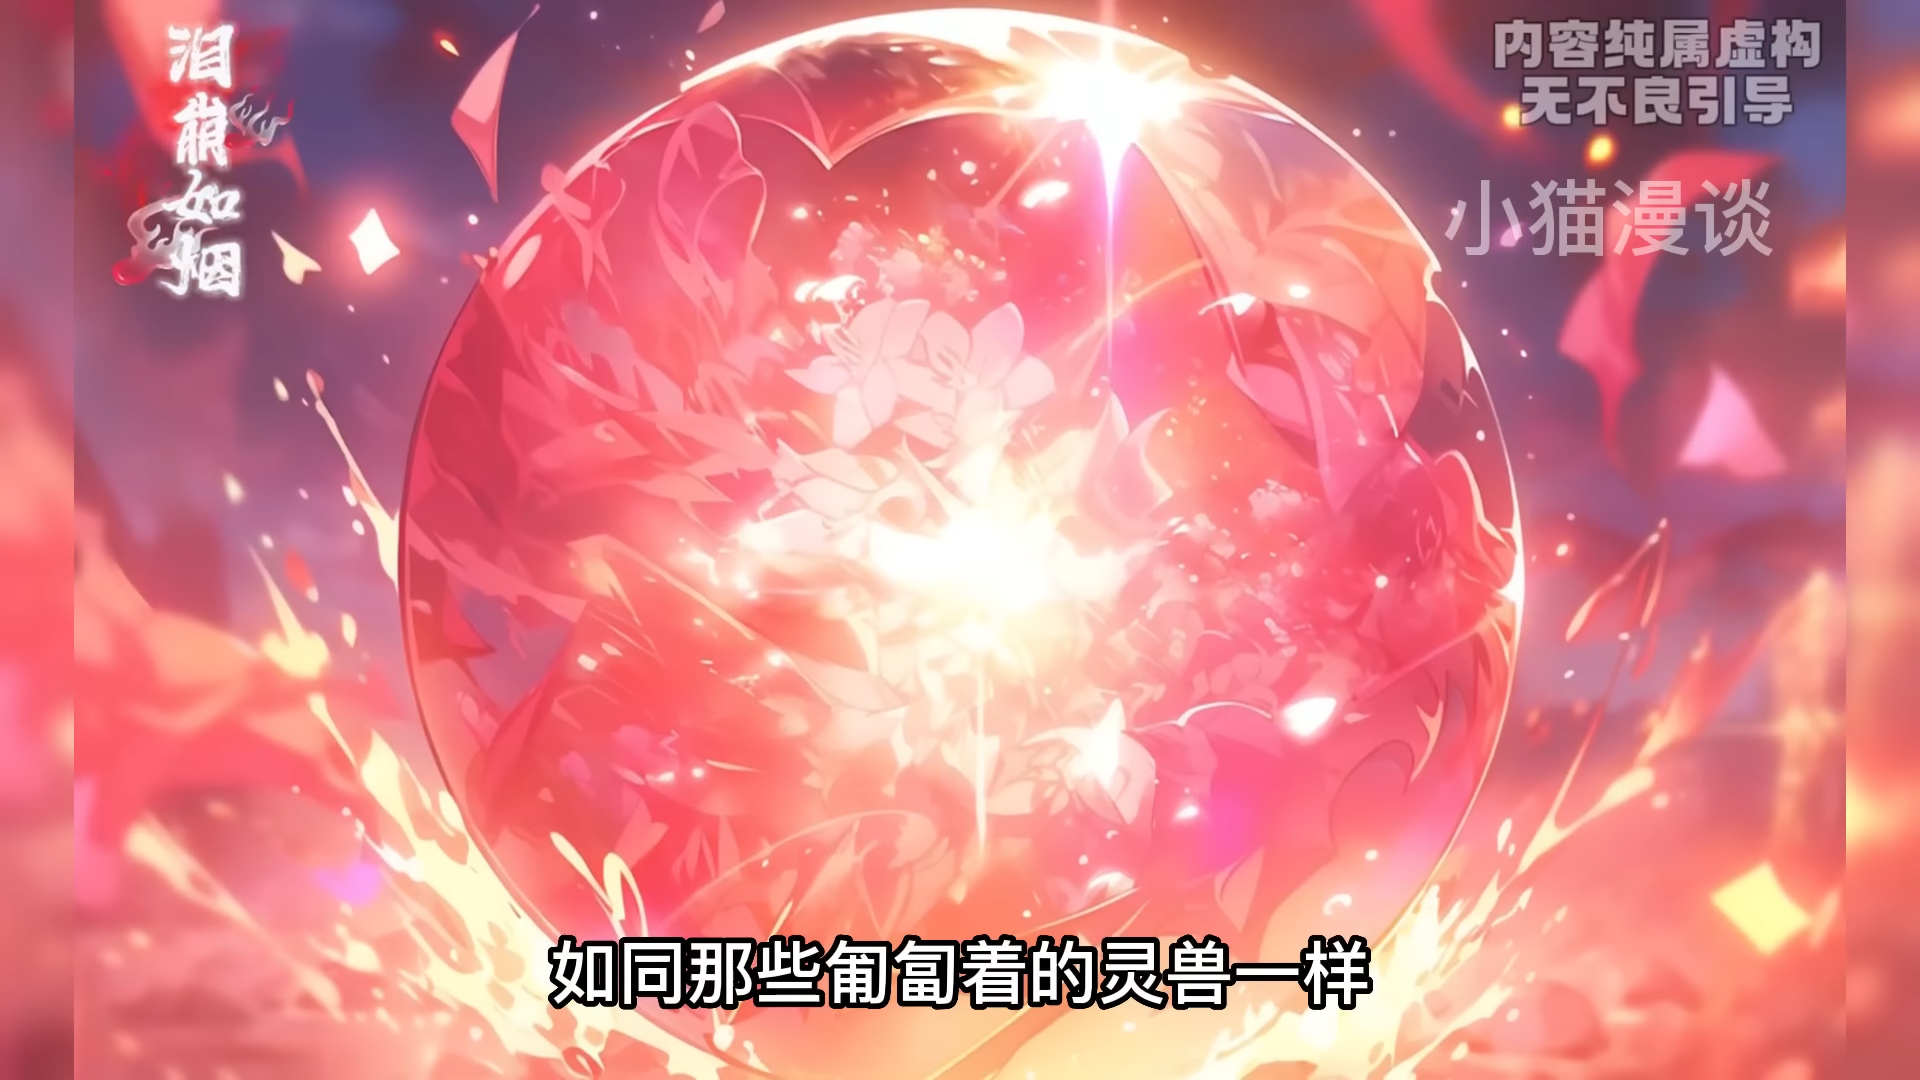 泪崩如烟
内容纯属虚构
无不良引导
小猫漫谈
如同那些匍匐着的灵兽一样